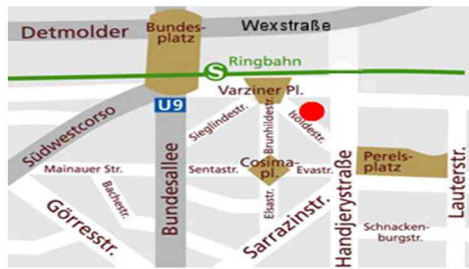 Detmolder
Bundes-
platz
Wexstraße
S
Ringbahn
Varziner Pl.
U9
Südwestcorso
Sieglindestr.
Brunhildestr.
Isoldestr.
Mainauer Str.
Bachestr.
Görresstr.
Bundesallee
Sentastr.
Cosima-
pl.
Evastr.
Elsastr.
Sarrazinstr.
Handjerystraße
Perels-
platz
Lauterstr.
Schnacken-
burgstr.